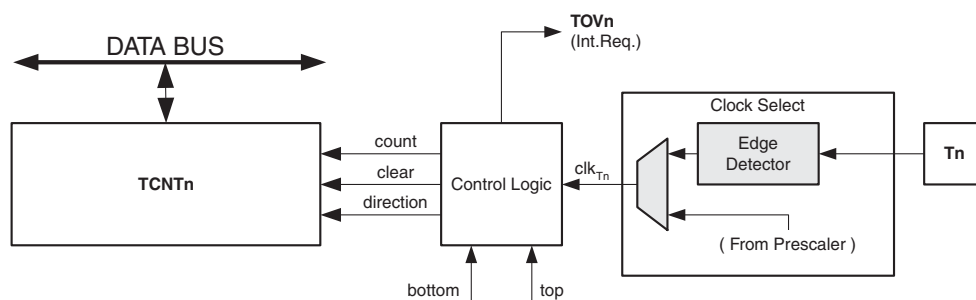 TOVn
(Int.Req.)
DATA BUS
Clock Select
TCNTn
count
clear
direction
Control Logic
clkTn
Edge
Detector
Tn
( From Prescaler )
bottom
top